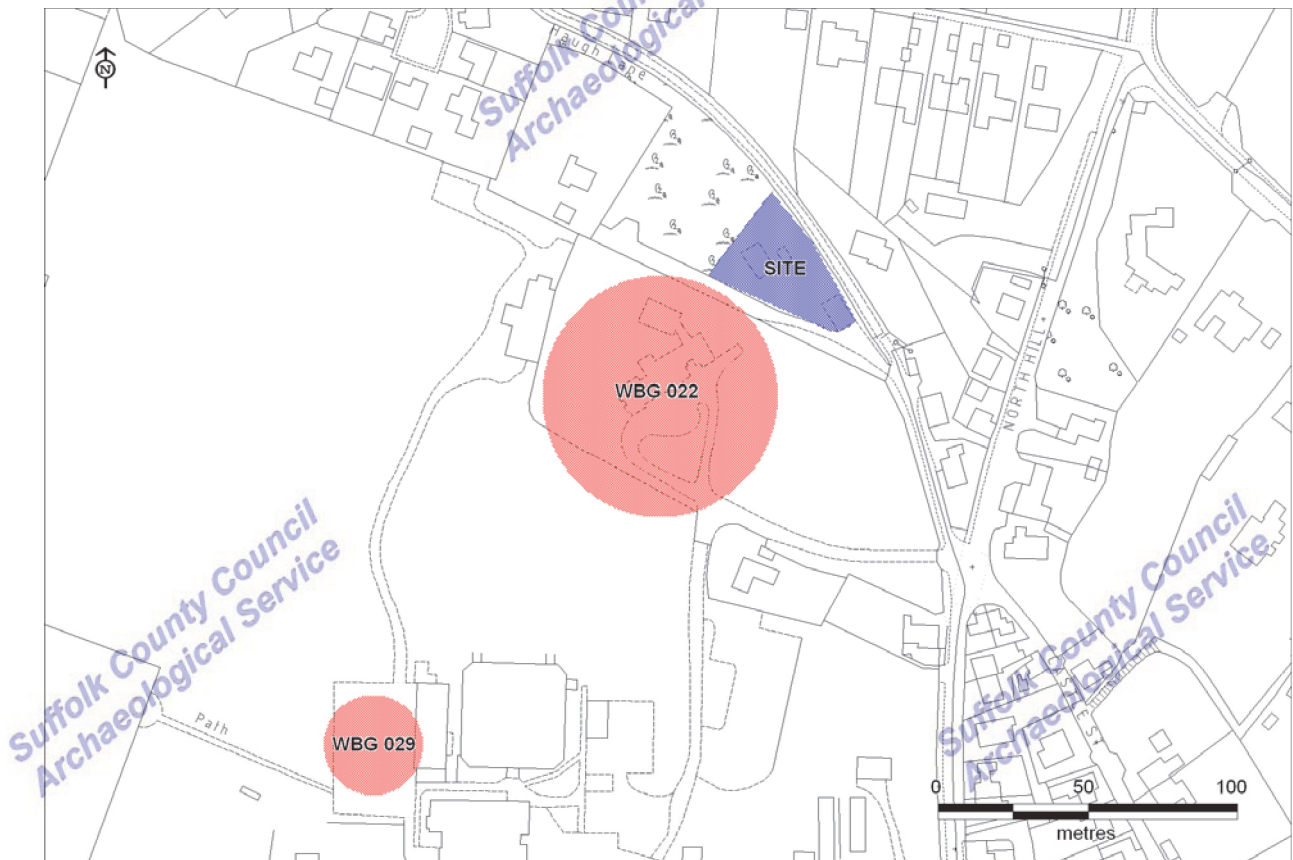 Suffolk County Council
Archaeological Service
N
Haugh Lane
SITE
WBG 022
NORTH HILL
Suffolk County Council
Archaeological Service
Suffolk County Council
Archaeological Service
Path
WBG 029
0 50 100
metres